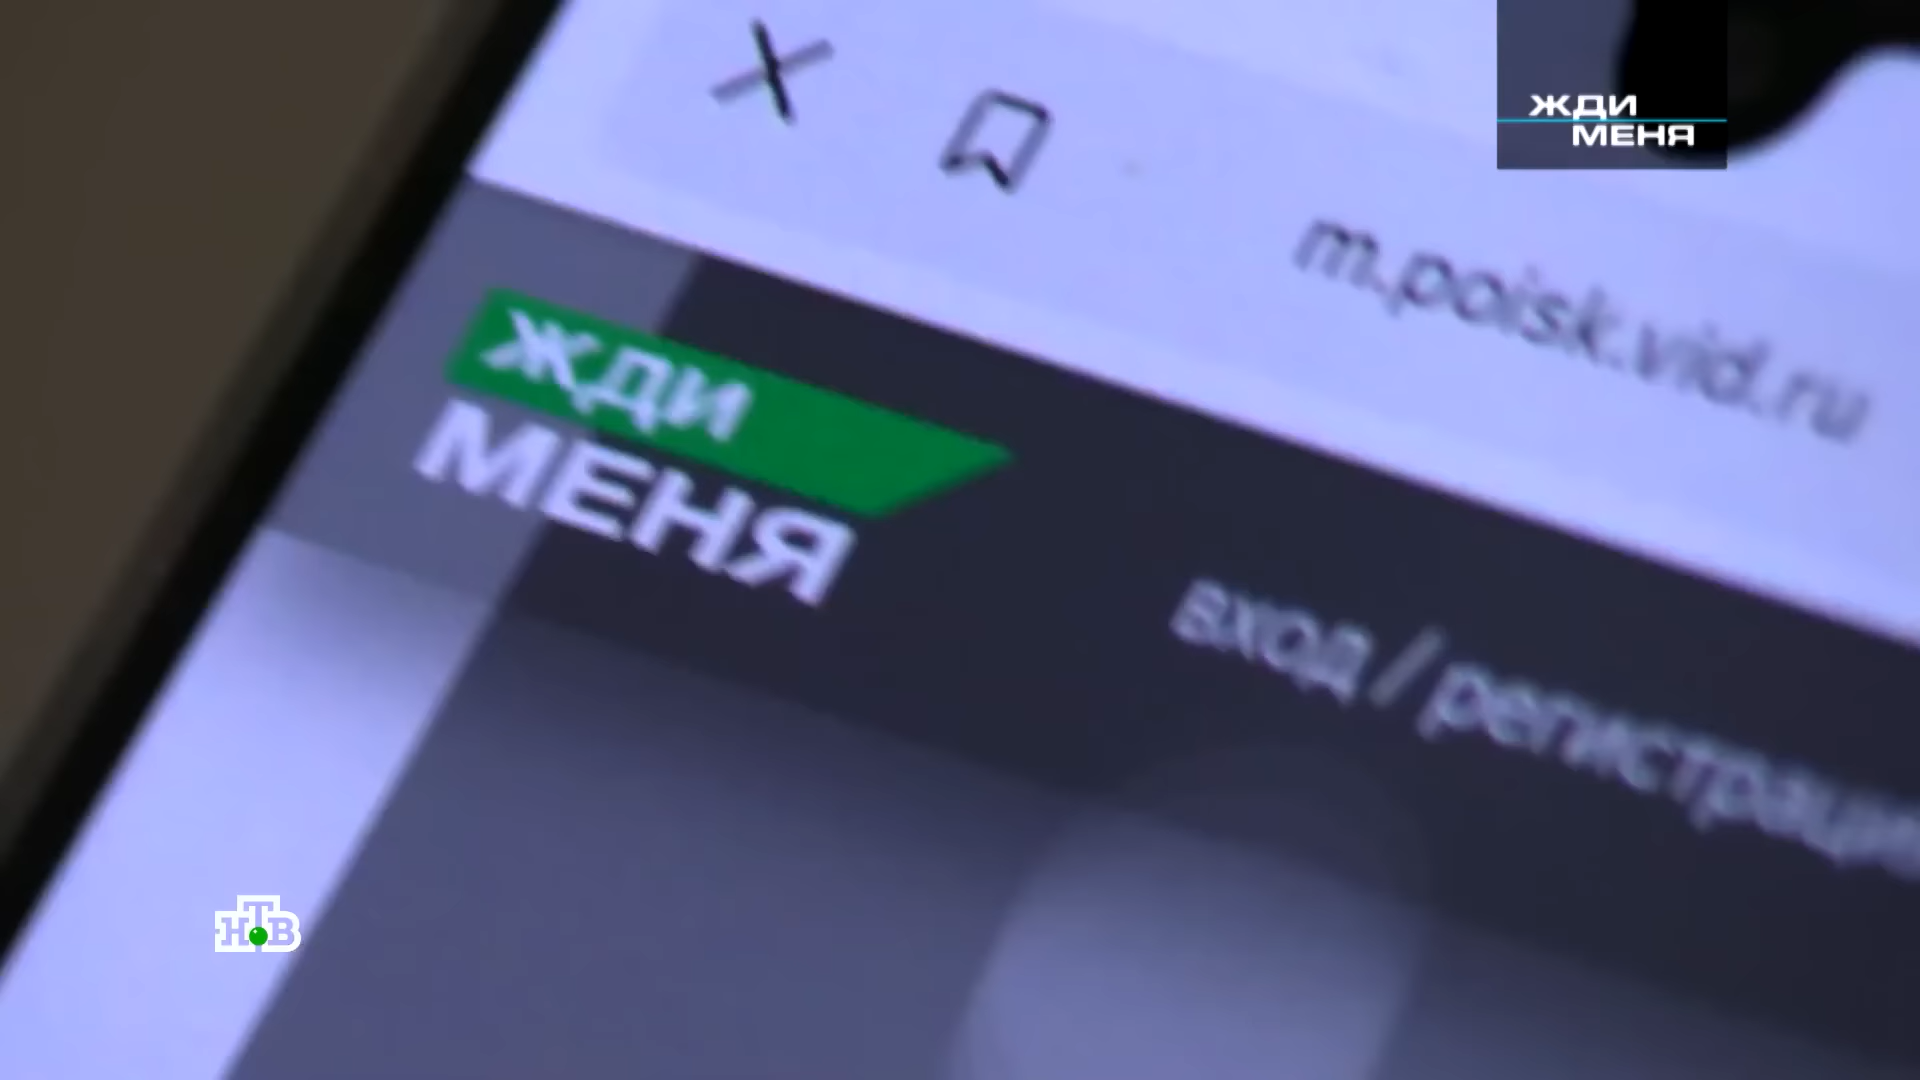 ЖДИ
МЕНЯ
m.poisk.vid.ru
ЖДИ
МЕНЯ
вход / регистраци
НТВ